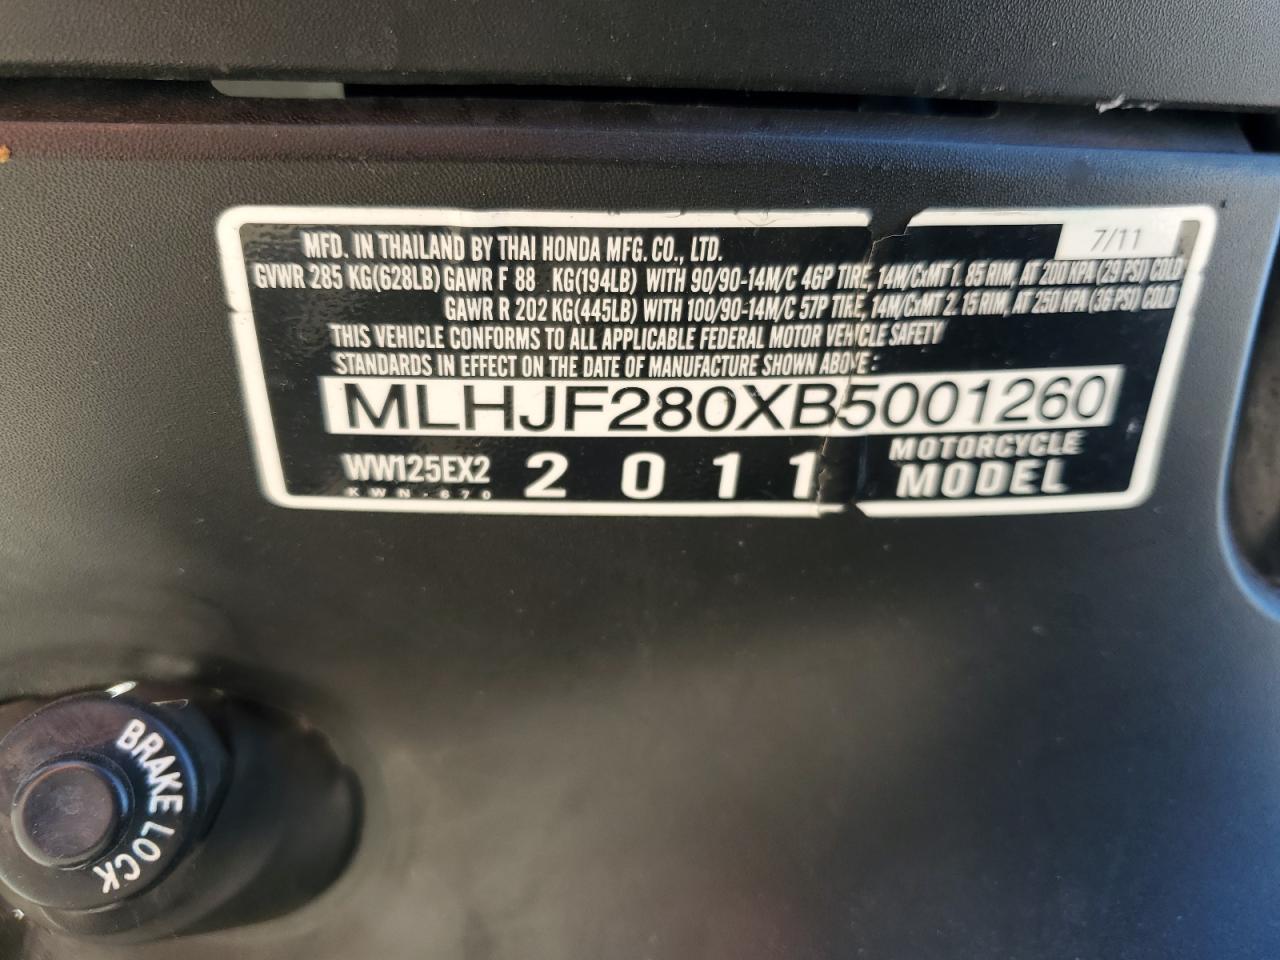 7/11
MFD. IN THAILAND BY THAI HONDA MFG. CO., LTD.
GVWR 285 KG(628LB) GAWR F 88 KG(194LB) WITH 90/90-14M/C 46P TIRE, 14M/CxMT 1.85 RIM, AT 200 KPA (29 PSI) COLD
GAWR R 202 KG(445LB) WITH 100/90-14M/C 57P TIRE, 14M/CxMT 2.15 RIM, AT 250 KPA (36 PSI) COLD
THIS VEHICLE CONFORMS TO ALL APPLICABLE FEDERAL MOTOR VEHICLE SAFETY
STANDARDS IN EFFECT ON THE DATE OF MANUFACTURE SHOWN ABOVE:
MLHJF280XB5001260
WW125EX2 2011 MOTORCYCLE
KWN-670 MODEL
BRAKE LOCK